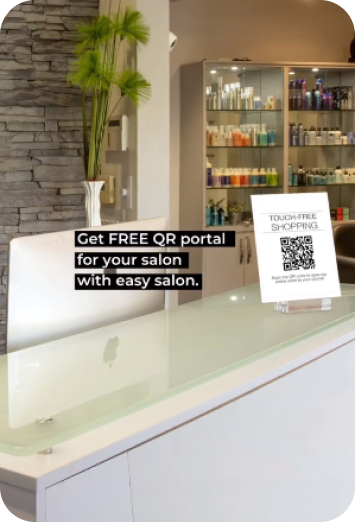 Get FREE QR portal
for your salon
with easy salon.
TOUCH-FREE
SHOPPING